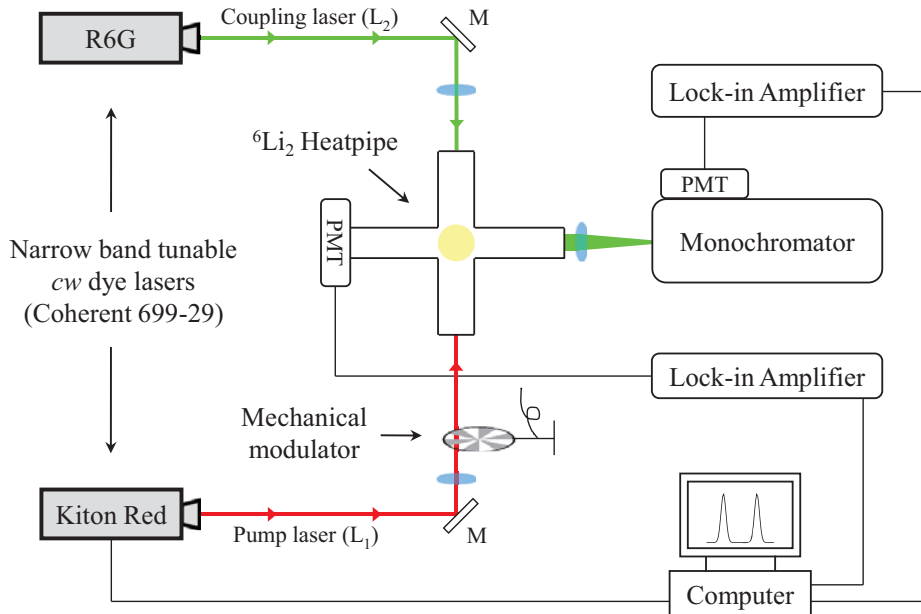 Coupling laser (L₂)
M
R6G
Lock-in Amplifier
⁶Li₂ Heatpipe
PMT
PMT
Monochromator
Narrow band tunable
cw dye lasers
(Coherent 699-29)
Lock-in Amplifier
Mechanical
modulator
Kiton Red
Pump laser (L₁)
M
Computer